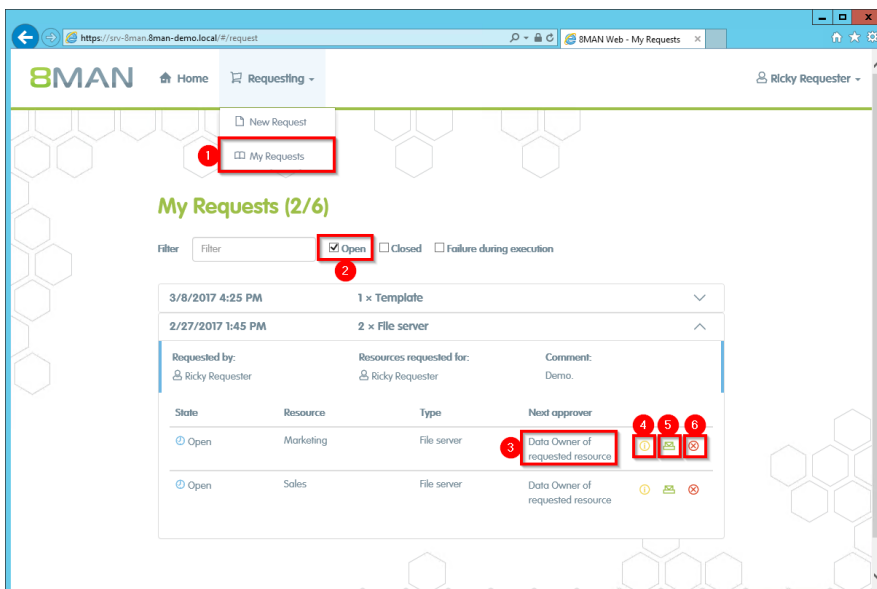 https://srv-8man.8man-demo.local/#/request
8MAN Web - My Requests
8MAN Home Requesting Ricky Requester
New Request
1 My Requests
My Requests (2/6)
Filter Filter Open Closed Failure during execution
2
3/8/2017 4:25 PM 1 × Template
2/27/2017 1:45 PM 2 × File server
Requested by: Resources requested for: Comment:
Ricky Requester Ricky Requester Demo.
State Resource Type Next approver
4 5 6
Open Marketing File server 3 Data Owner of
requested resource
Open Sales File server Data Owner of
requested resource